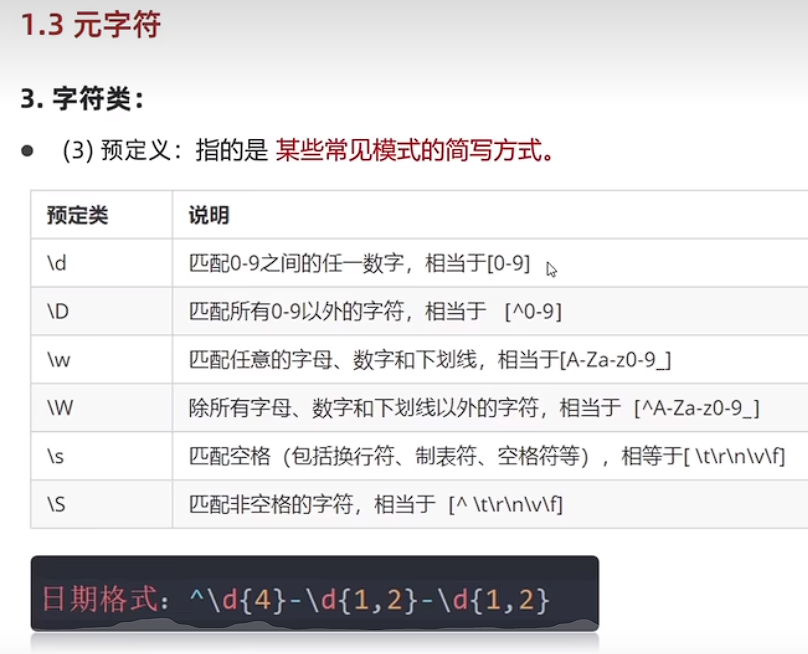 1.3 元字符
3. 字符类：
● (3) 预定义：指的是 某些常见模式的简写方式。
预定类 说明
\d 匹配0-9之间的任一数字，相当于[0-9]
\D 匹配所有0-9以外的字符，相当于 [^0-9]
\w 匹配任意的字母、数字和下划线，相当于[A-Za-z0-9_]
\W 除所有字母、数字和下划线以外的字符，相当于 [^A-Za-z0-9_]
\s 匹配空格（包括换行符、制表符、空格符等），相等于[ \t\r\n\v\f]
\S 匹配非空格的字符，相当于 [^ \t\r\n\v\f]
日期格式：^\d{4}-\d{1,2}-\d{1,2}